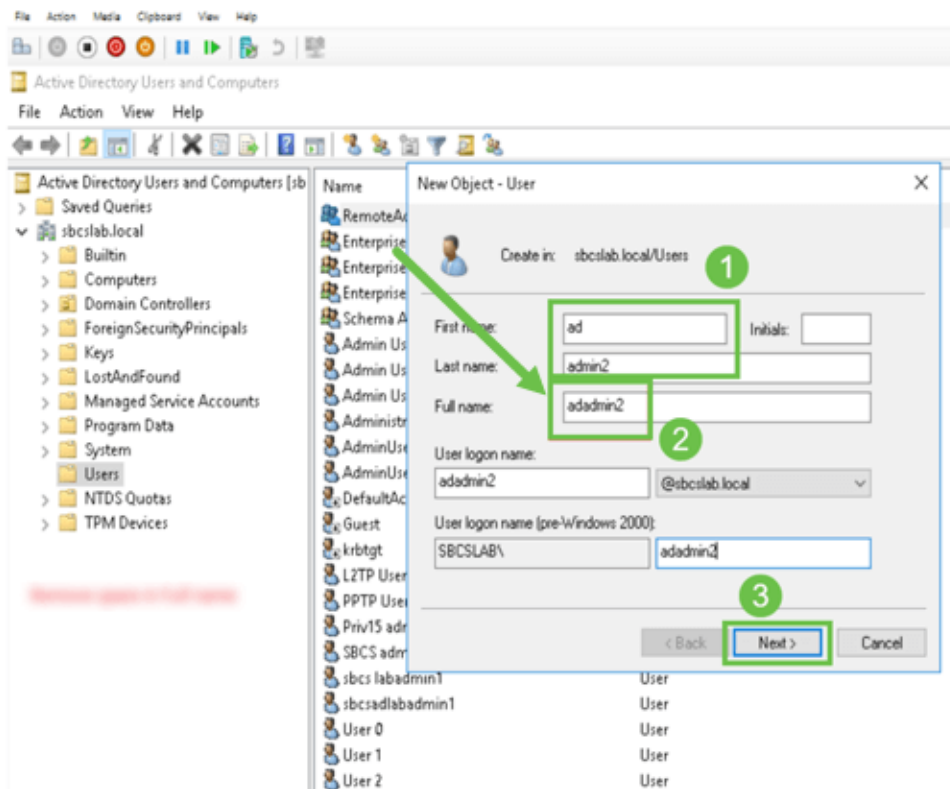 File Action Media Clipboard View Help
Active Directory Users and Computers
File Action View Help
Active Directory Users and Computers [sb
Saved Queries
sbcslab.local
Builtin
Computers
Domain Controllers
ForeignSecurityPrincipals
Keys
LostAndFound
Managed Service Accounts
Program Data
System
Users
NTDS Quotas
TPM Devices
Remove space in Full name
Name
RemoteAc
Enterprise
Enterprise
Enterprise
Schema A
Admin Us
Admin Us
Admin Us
Administr
AdminUse
AdminUse
DefaultAc
Guest
krbtgt
L2TP User
PPTP User
Priv15 adr
SBCS adm
sbcs labadmin1 User
sbcsadlabadmin1 User
User 0 User
User 1 User
User 2 User
New Object - User
Create in: sbcslab.local/Users
1
First name: ad Initials:
Last name: admin2
Full name: adadmin2
2
User logon name:
adadmin2 @sbcslab.local
User logon name (pre-Windows 2000):
SBCSLAB\ adadmin2
3
< Back Next > Cancel